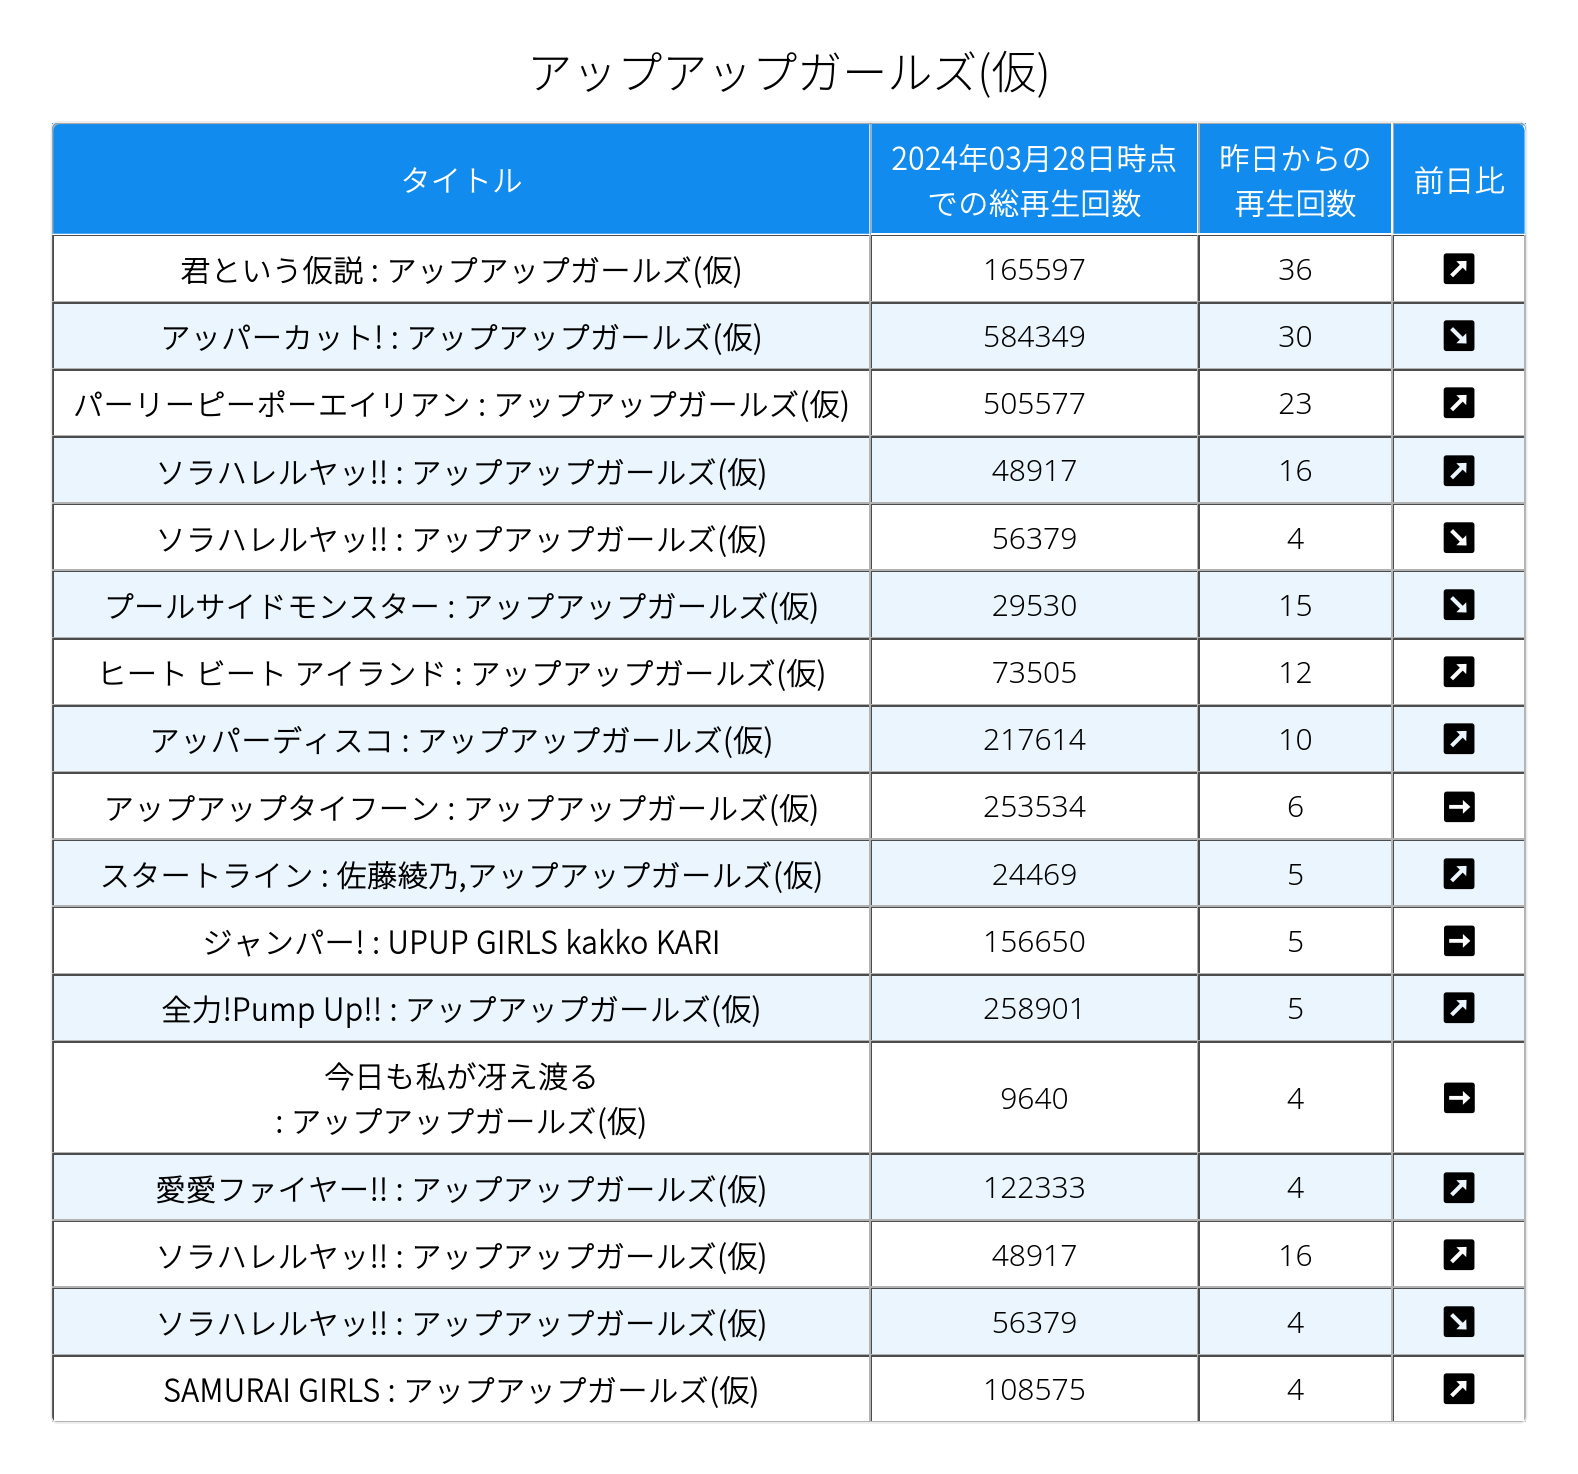 アップアップガールズ(仮)
タイトル
2024年03月28日時点
での総再生回数
昨日からの
再生回数
前日比
君という仮説 : アップアップガールズ(仮) 165597 36 ↗
アッパーカット! : アップアップガールズ(仮) 584349 30 ↘
パーリーピーポーエイリアン : アップアップガールズ(仮) 505577 23 ↗
ソラハレルヤッ!! : アップアップガールズ(仮) 48917 16 ↗
ソラハレルヤッ!! : アップアップガールズ(仮) 56379 4 ↘
プールサイドモンスター : アップアップガールズ(仮) 29530 15 ↘
ヒート ビート アイランド : アップアップガールズ(仮) 73505 12 ↗
アッパーディスコ : アップアップガールズ(仮) 217614 10 ↗
アップアップタイフーン : アップアップガールズ(仮) 253534 6 →
スタートライン : 佐藤綾乃,アップアップガールズ(仮) 24469 5 ↗
ジャンパー! : UPUP GIRLS kakko KARI 156650 5 →
全力!Pump Up!! : アップアップガールズ(仮) 258901 5 ↗
今日も私が冴え渡る
: アップアップガールズ(仮) 9640 4 →
愛愛ファイヤー!! : アップアップガールズ(仮) 122333 4 ↗
ソラハレルヤッ!! : アップアップガールズ(仮) 48917 16 ↗
ソラハレルヤッ!! : アップアップガールズ(仮) 56379 4 ↘
SAMURAI GIRLS : アップアップガールズ(仮) 108575 4 ↗